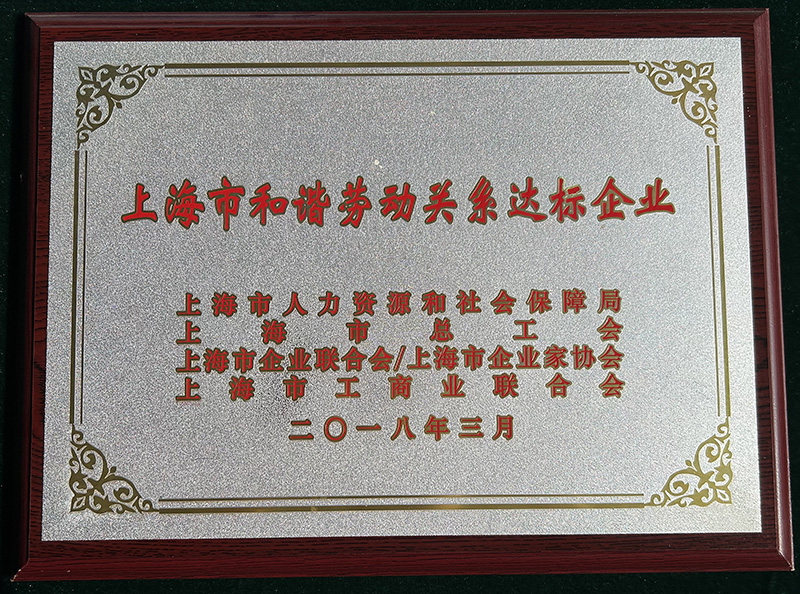 上海市和谐劳动关系达标企业
上海市人力资源和社会保障局
上海市总工会
上海市企业联合会/上海市企业家协会
上海市工商业联合会
二〇一八年三月